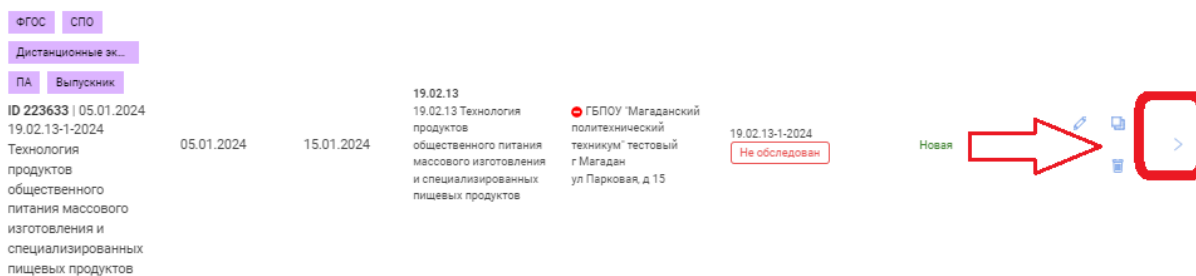 ФГОС СПО
Дистанционные эк...
ПА Выпускник
ID 223633 | 05.01.2024
19.02.13-1-2024
Технология
продуктов
общественного
питания массового
изготовления и
специализированных
пищевых продуктов
05.01.2024
15.01.2024
19.02.13
19.02.13 Технология
продуктов
общественного питания
массового изготовления
и специализированных
пищевых продуктов
ГБПОУ "Магаданский
политехнический
техникум" тестовый
г Магадан
ул Парковая, д 15
19.02.13-1-2024
Не обследован
Новая